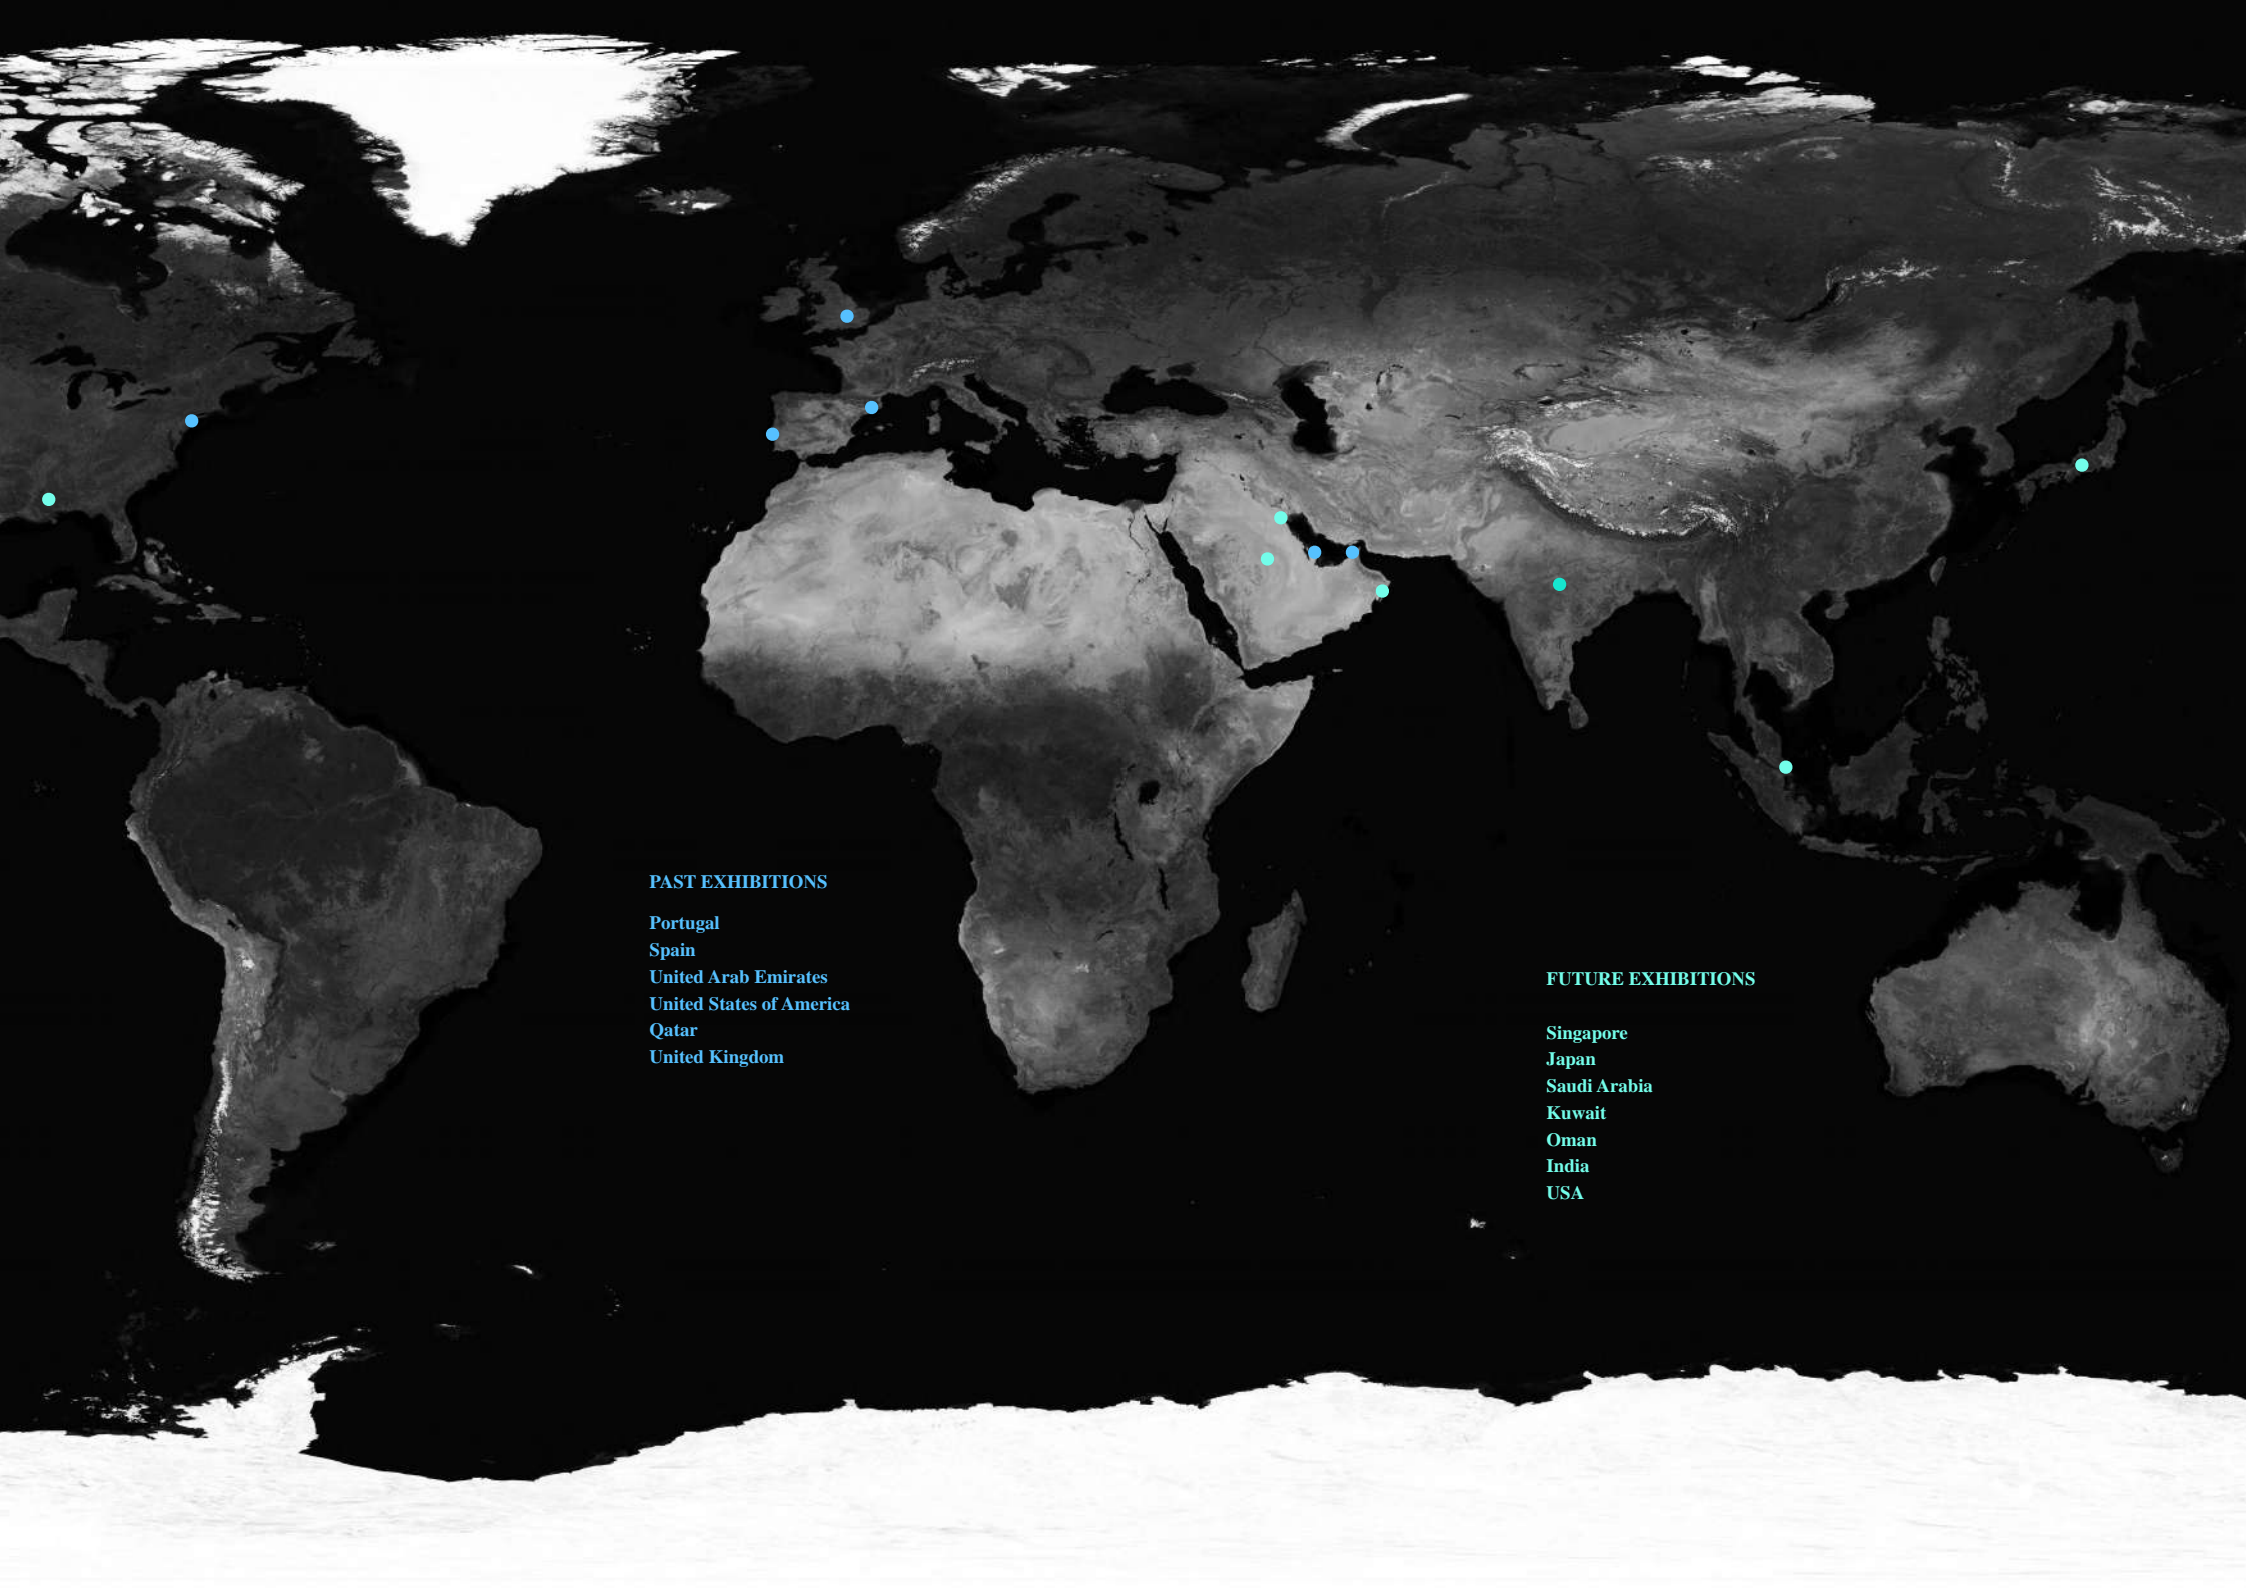 PAST EXHIBITIONS
Portugal
Spain
United Arab Emirates
United States of America
Qatar
United Kingdom
FUTURE EXHIBITIONS
Singapore
Japan
Saudi Arabia
Kuwait
Oman
India
USA